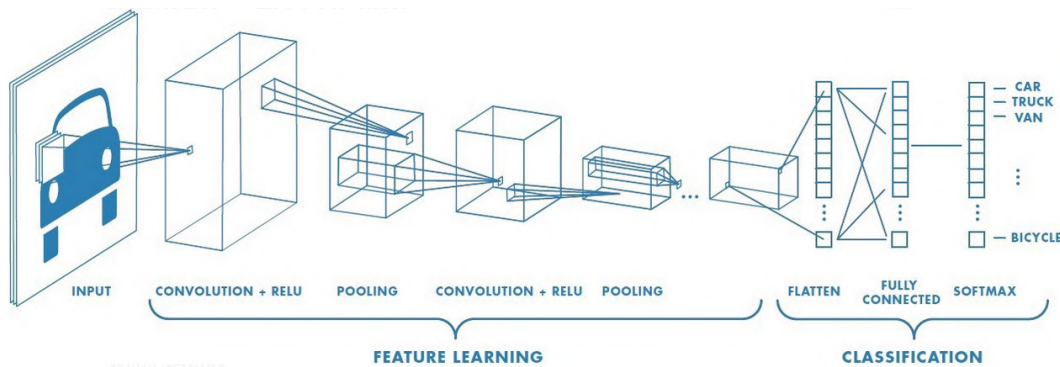 CAR
TRUCK
VAN
BICYCLE
INPUT
CONVOLUTION + RELU
POOLING
CONVOLUTION + RELU
POOLING
FLATTEN
FULLY
CONNECTED
SOFTMAX
FEATURE LEARNING
CLASSIFICATION